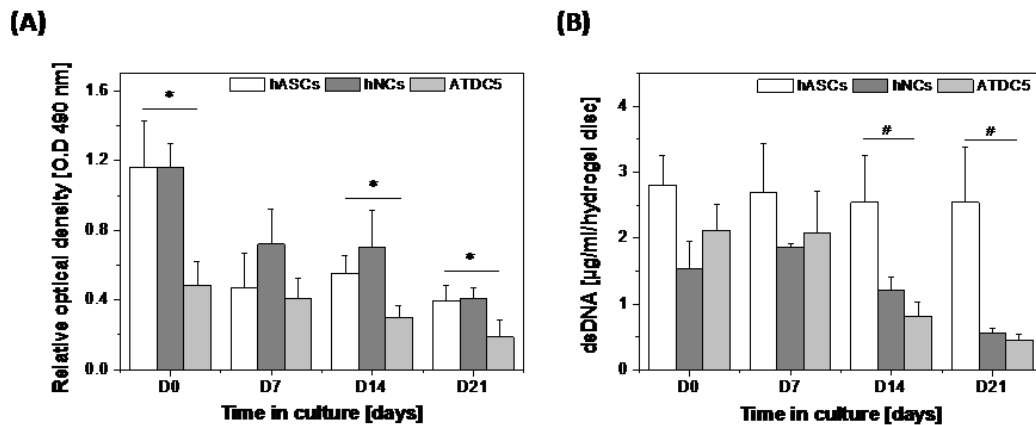 (A)
(B)
hASCs hNCs ATDC5
hASCs hNCs ATDC5
Relative optical density [O.D 490 nm]
1.6
1.2
0.8
0.4
0.0
*
*
*
D0 D7 D14 D21
Time in culture [days]
dsDNA [µg/ml/hydrogel disc]
4
3
2
1
0
#
#
D0 D7 D14 D21
Time in culture [days]